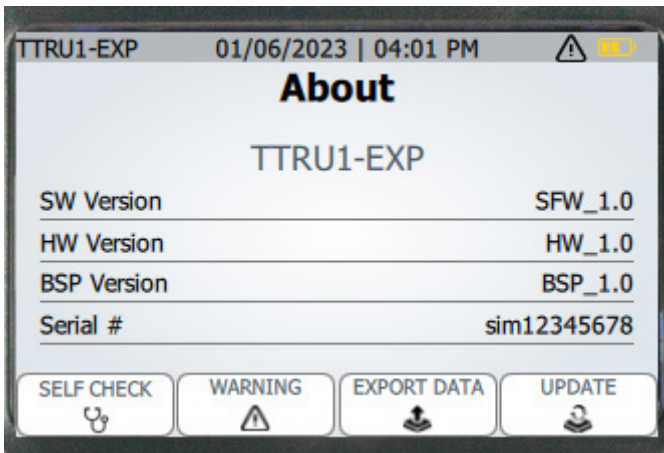 TTRU1-EXP 01/06/2023 | 04:01 PM
About
TTRU1-EXP
SW Version SFW_1.0
HW Version HW_1.0
BSP Version BSP_1.0
Serial # sim12345678
SELF CHECK WARNING EXPORT DATA UPDATE